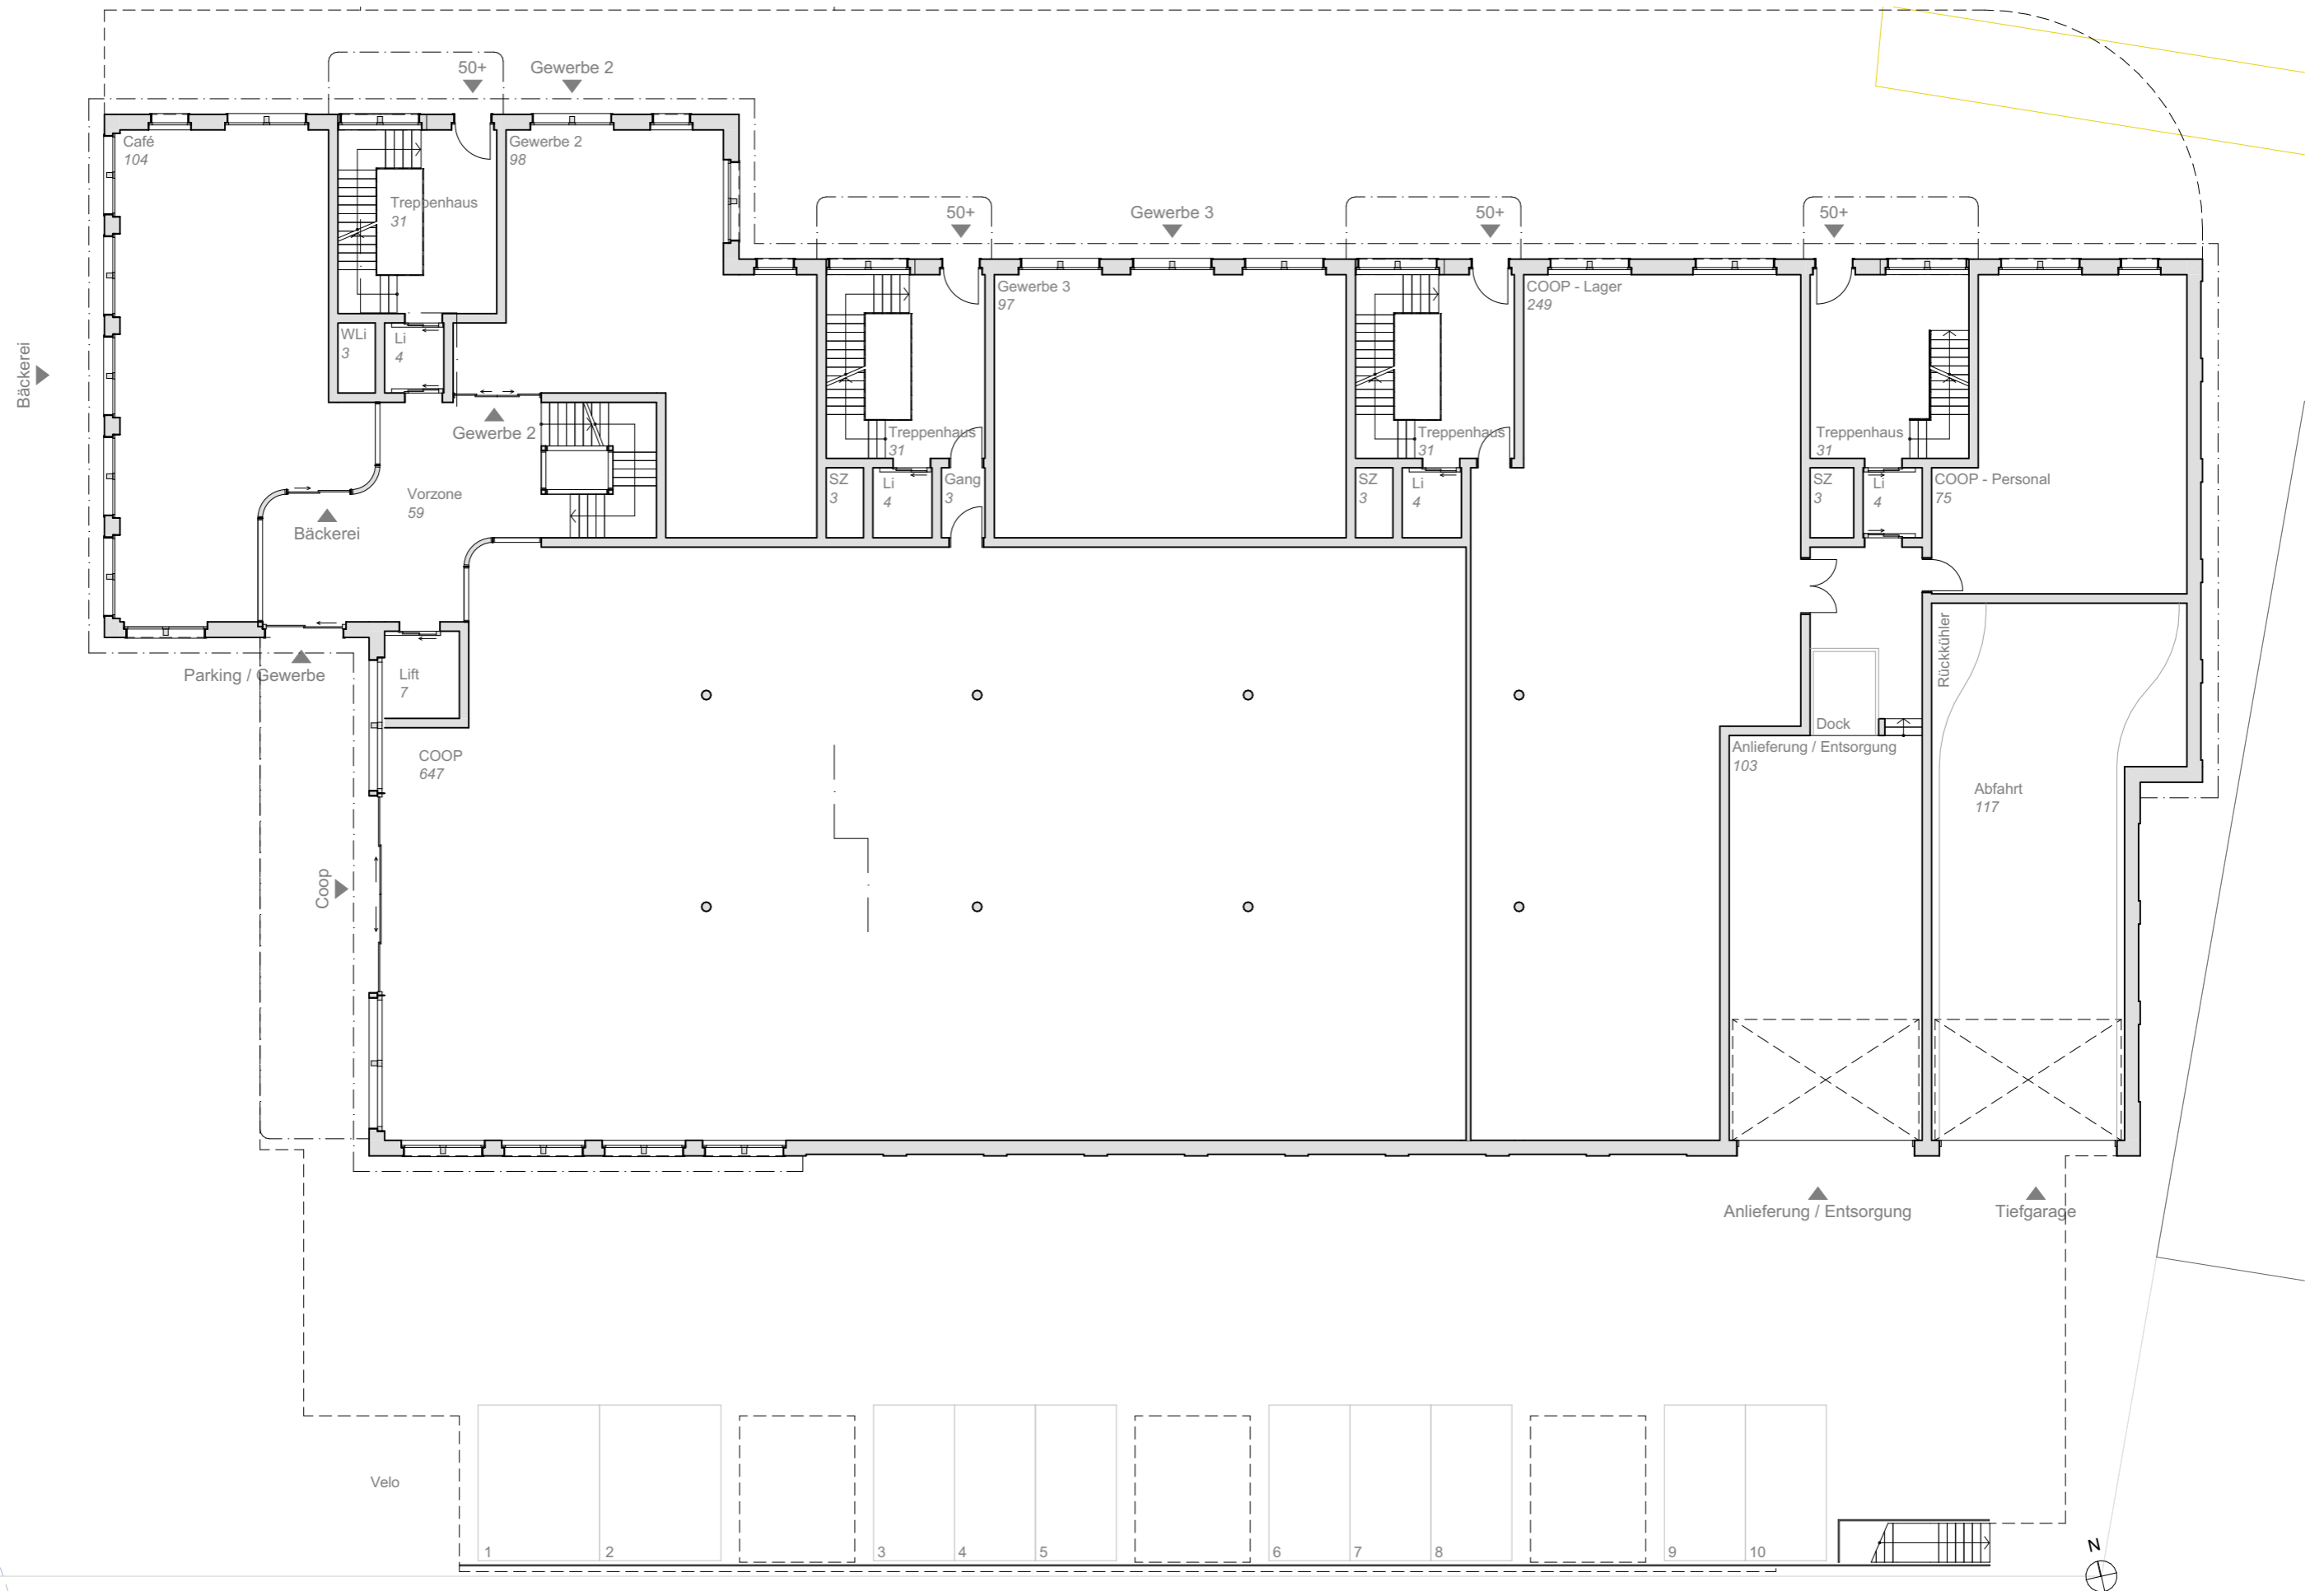 50+
Gewerbe 2
Café
104
Gewerbe 2
98
Treppenhaus
31
50+
Gewerbe 3
50+
50+
Gewerbe 3
97
COOP - Lager
249
WLi
3
Li
4
Bäckerei
Gewerbe 2
Treppenhaus
31
Treppenhaus
31
Treppenhaus
31
Vorzone
59
SZ
3
Li
4
Gang
3
SZ
3
Li
4
SZ
3
Li
4
COOP - Personal
75
Bäckerei
Parking / Gewerbe
Lift
7
Rückkühler
Dock
COOP
647
Anlieferung / Entsorgung
103
Abfahrt
117
Coop
Anlieferung / Entsorgung
Tiefgarage
Velo
1
2
3
4
5
6
7
8
9
10
N